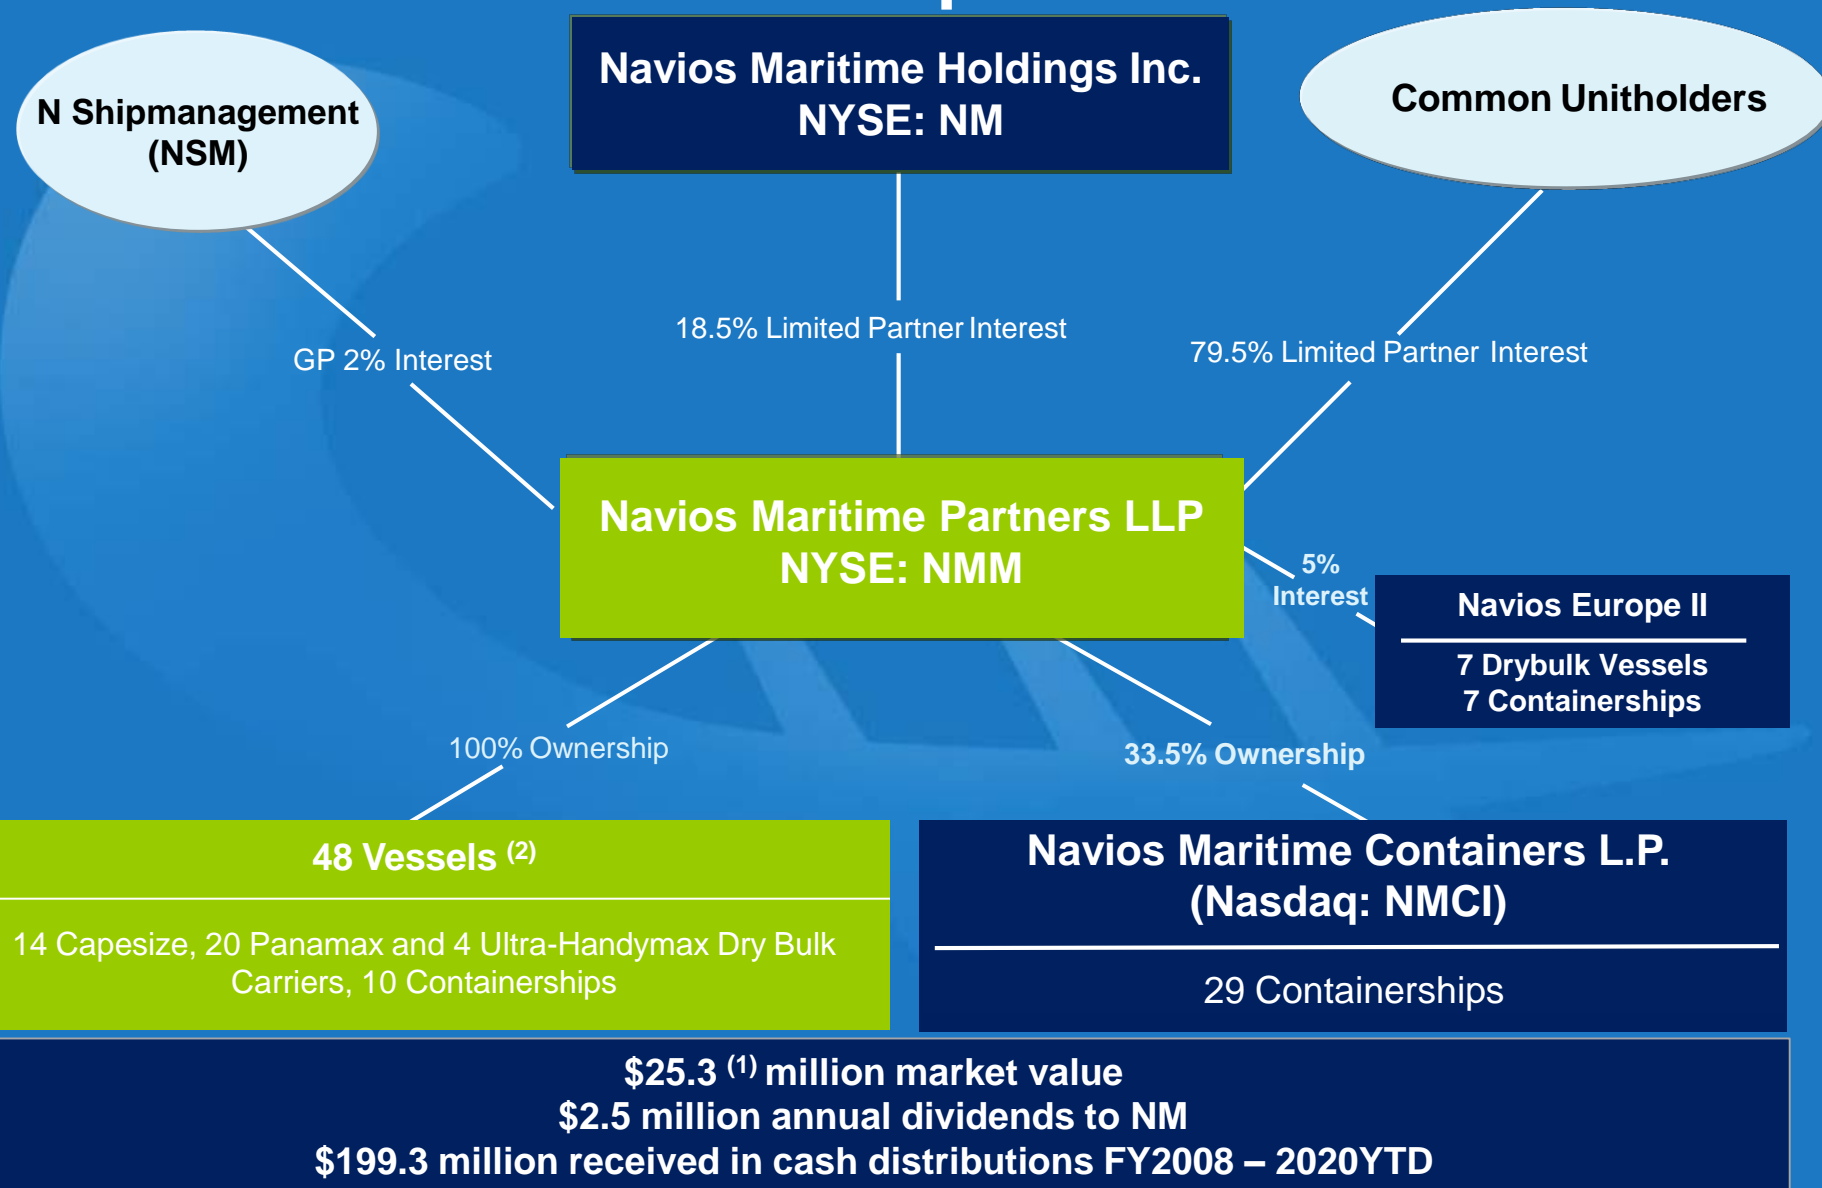 N Shipmanagement
(NSM)
Navios Maritime Holdings Inc.
NYSE: NM
Common Unitholders
GP 2% Interest
18.5% Limited Partner Interest
79.5% Limited Partner Interest
Navios Maritime Partners LLP
NYSE: NMM
5%
Interest
Navios Europe II
7 Drybulk Vessels
7 Containerships
100% Ownership
33.5% Ownership
48 Vessels (2)
14 Capesize, 20 Panamax and 4 Ultra-Handymax Dry Bulk
Carriers, 10 Containerships
Navios Maritime Containers L.P.
(Nasdaq: NMCI)
29 Containerships
$25.3 (1) million market value
$2.5 million annual dividends to NM
$199.3 million received in cash distributions FY2008 – 2020YTD